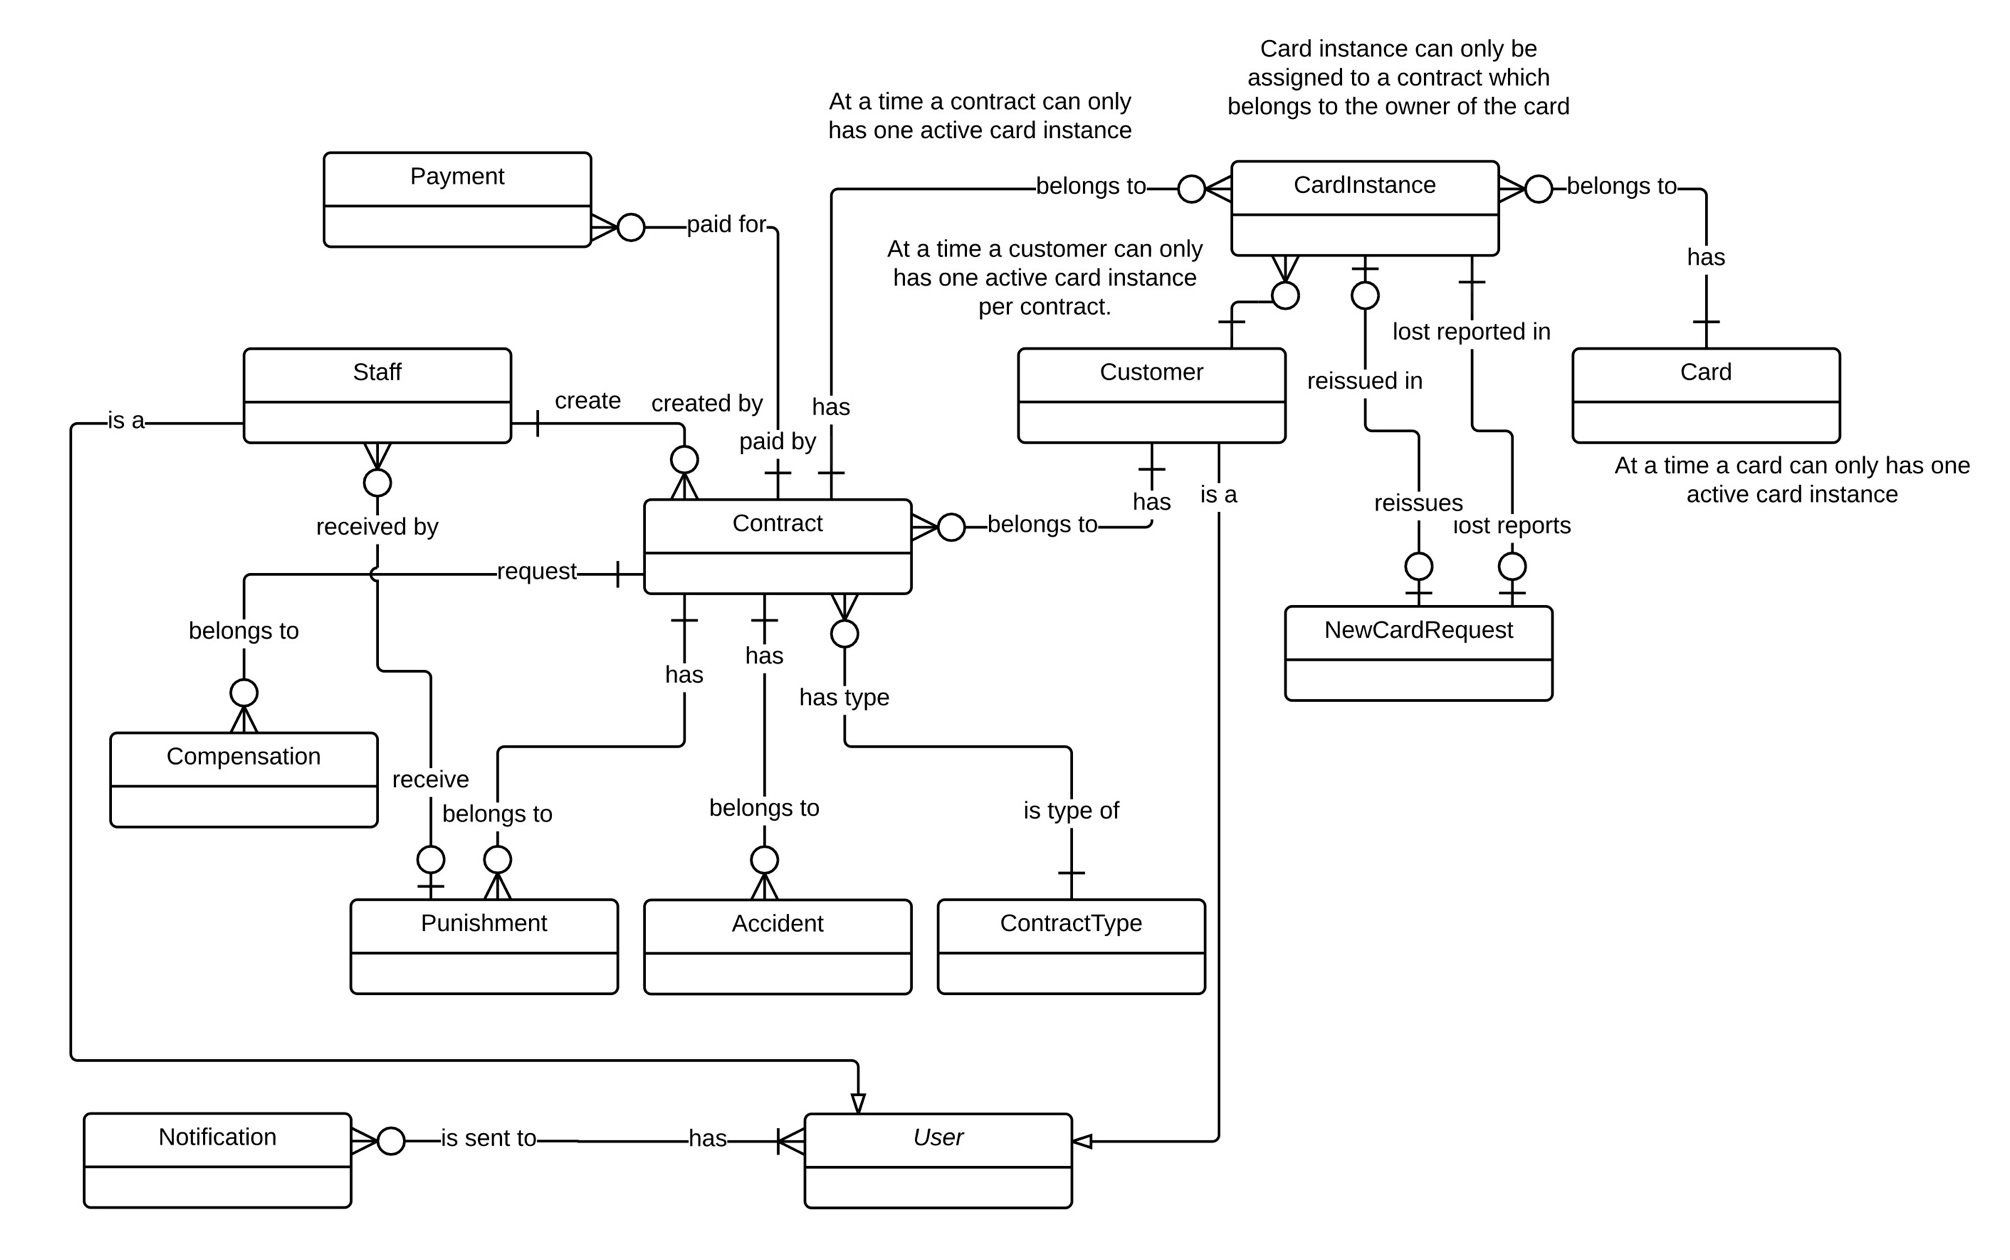 Card instance can only be
assigned to a contract which
belongs to the owner of the card
At a time a contract can only
has one active card instance
Payment
paid for
belongs to
CardInstance
belongs to
At a time a customer can only
has one active card instance
per contract.
has
lost reported in
Staff
Customer
reissued in
Card
is a
create
created by
has
paid by
At a time a card can only has one
active card instance
received by
Contract
belongs to
has
is a
reissues
lost reports
request
belongs to
has
has
has type
NewCardRequest
Compensation
receive
belongs to
belongs to
is type of
Punishment
Accident
ContractType
Notification
is sent to
has
User